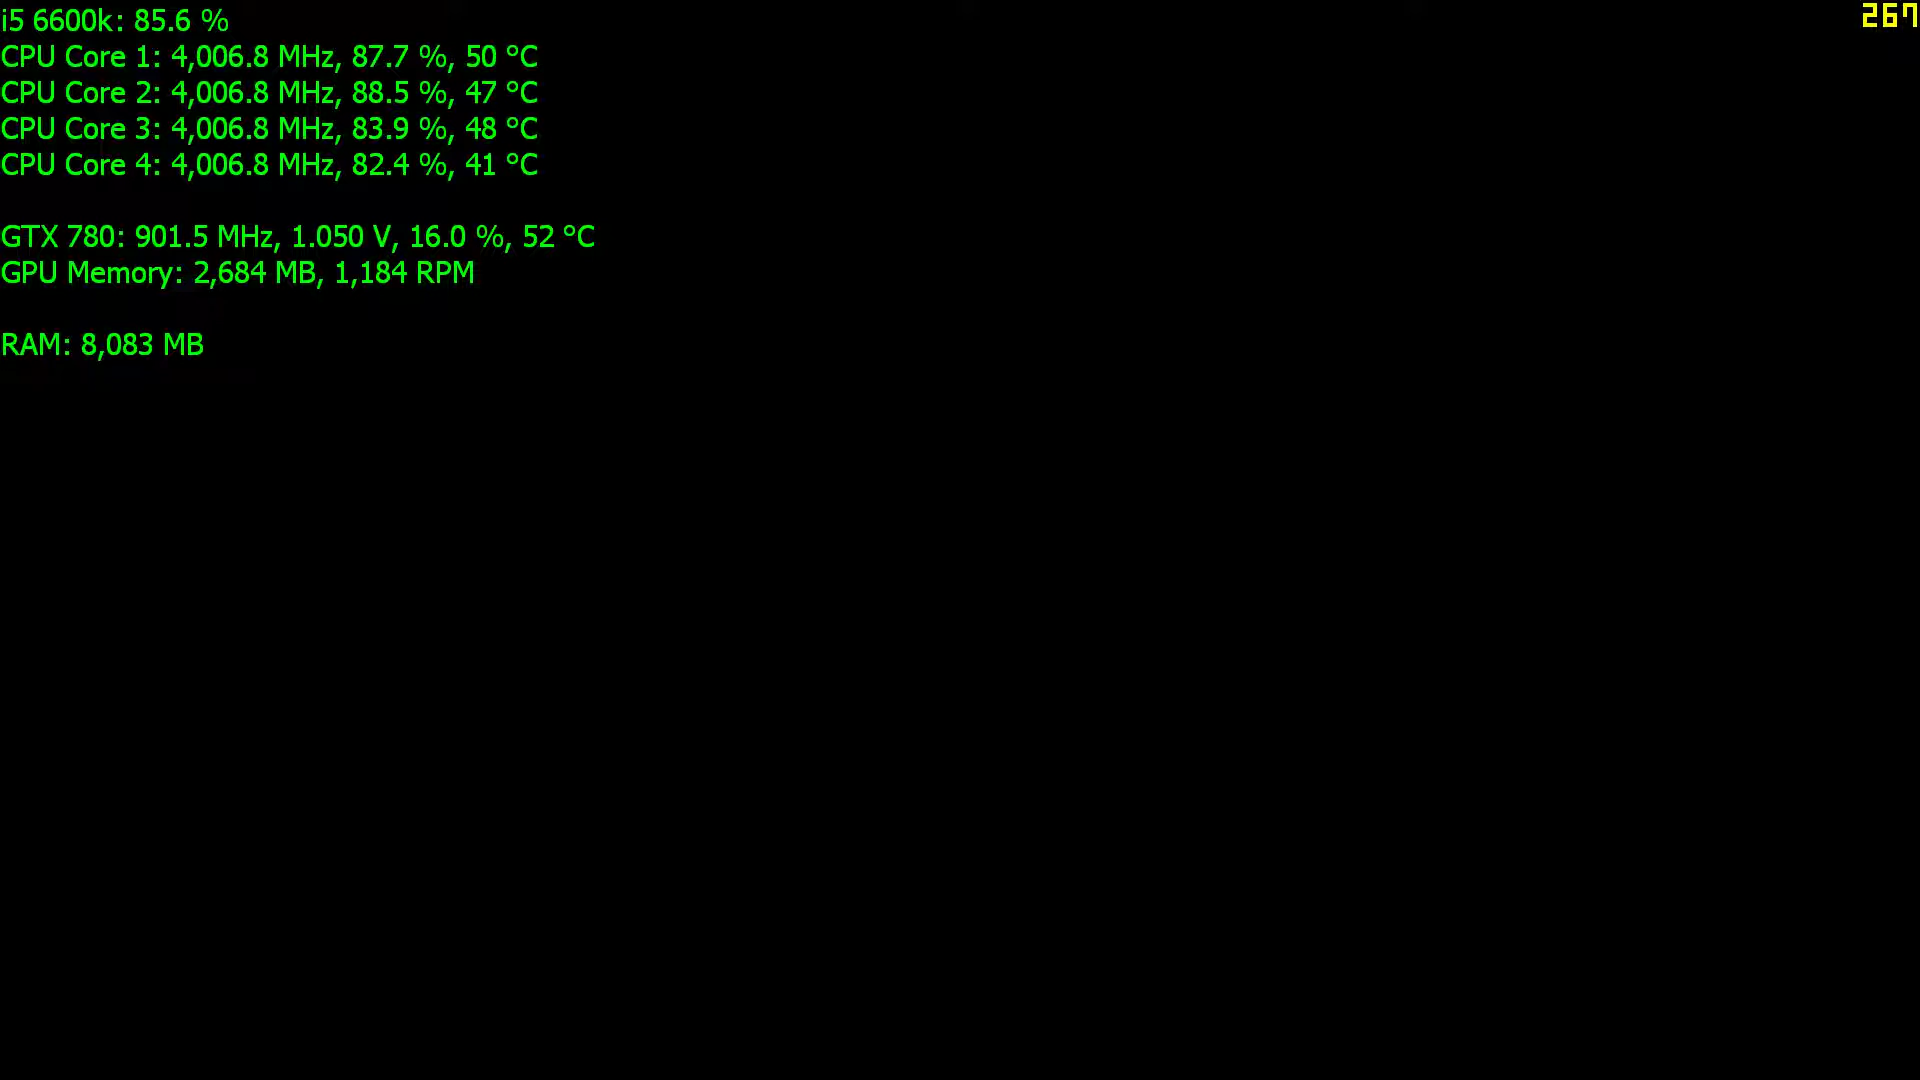 i5 6600k: 85.6 %
267
CPU Core 1: 4,006.8 MHz, 87.7 %, 50 °C
CPU Core 2: 4,006.8 MHz, 88.5 %, 47 °C
CPU Core 3: 4,006.8 MHz, 83.9 %, 48 °C
CPU Core 4: 4,006.8 MHz, 82.4 %, 41 °C
GTX 780: 901.5 MHz, 1.050 V, 16.0 %, 52 °C
GPU Memory: 2,684 MB, 1,184 RPM
RAM: 8,083 MB